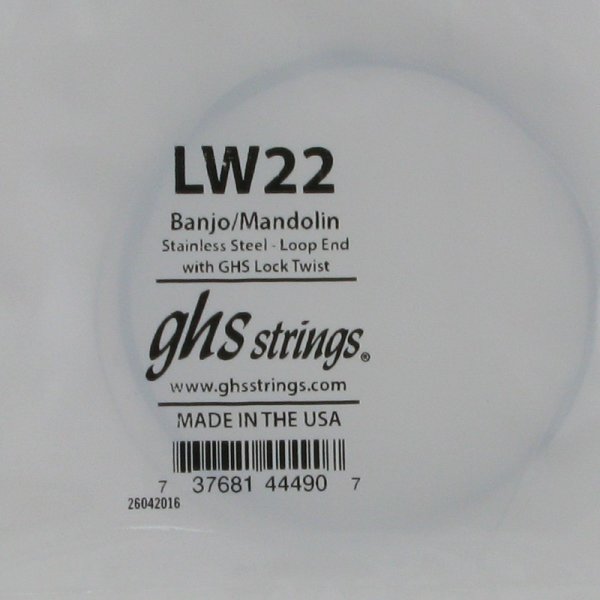 LW22
Banjo/Mandolin
Stainless Steel - Loop End
with GHS Lock Twist
ghs strings®
www.ghsstrings.com
MADE IN THE USA
7 37681 44490 7
26042016